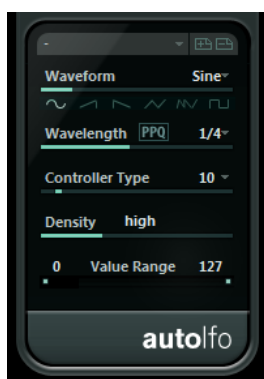 -
Waveform Sine
Wavelength PPQ 1/4
Controller Type 10
Density high
0 Value Range 127
autolfo